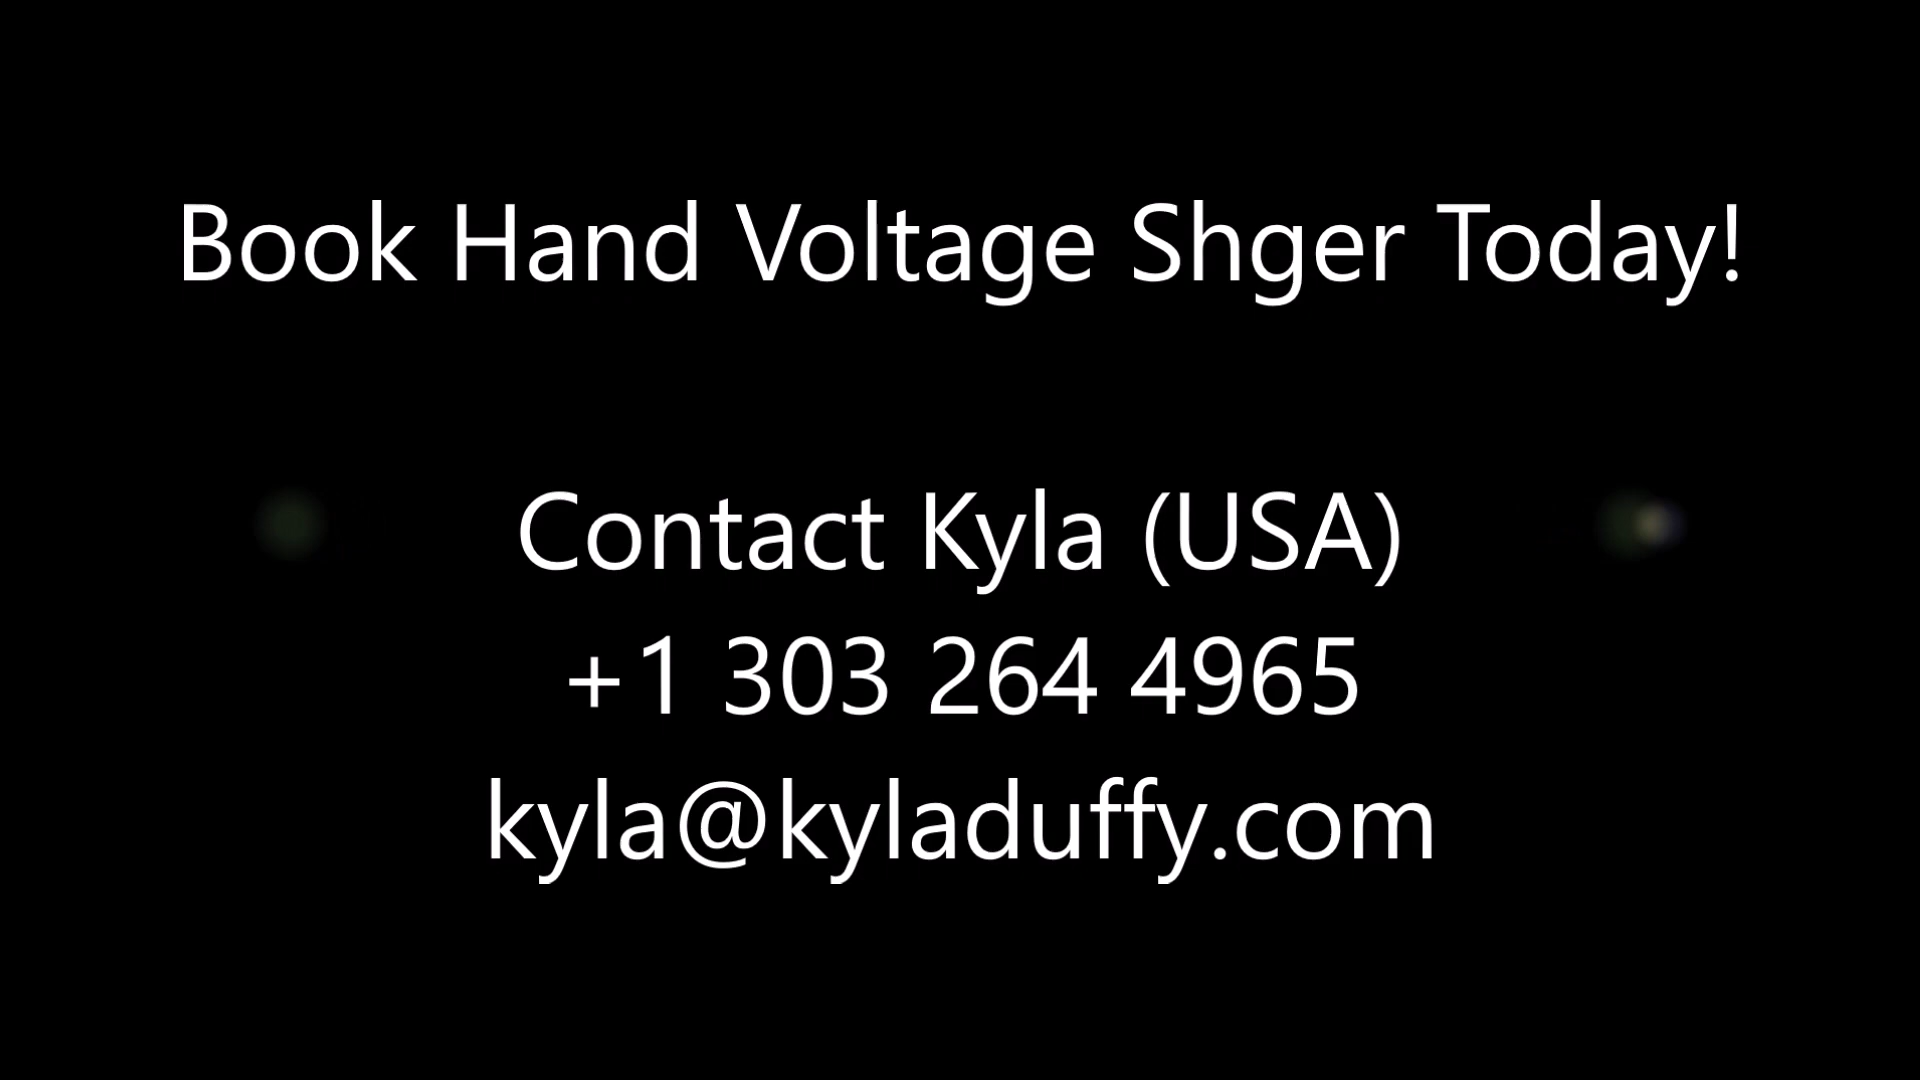 Book Hand Voltage Shger Today!
Contact Kyla (USA)
+1 303 264 4965
kyla@kyladuffy.com